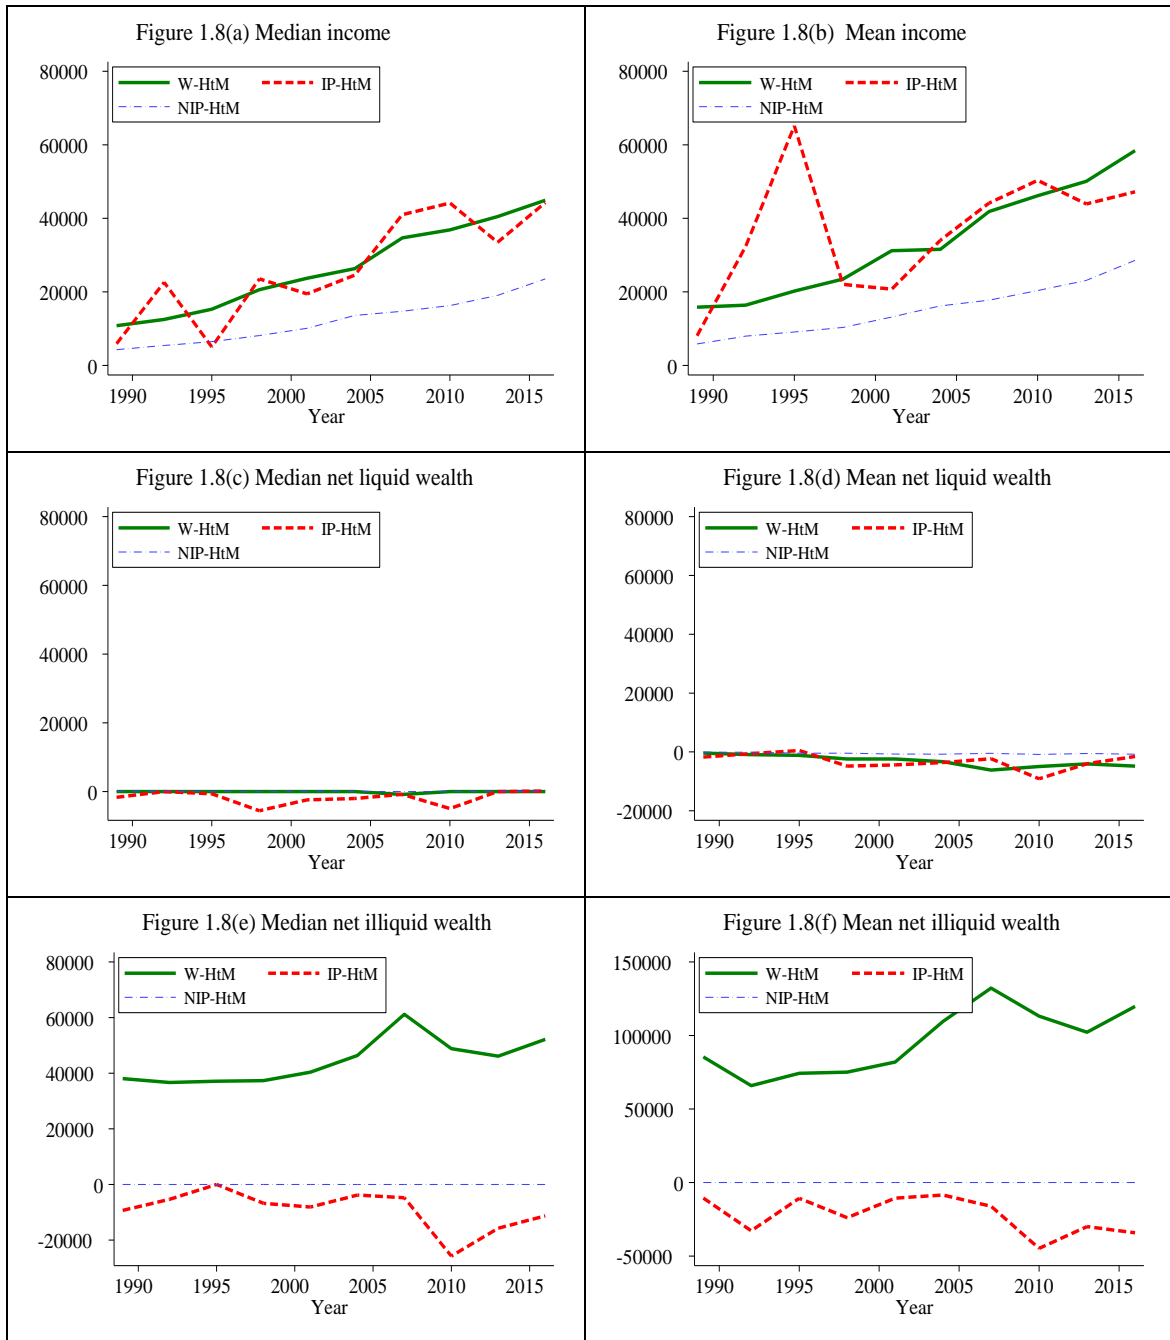 Figure 1.8(a) Median income
80000
W-HtM
IP-HtM
NIP-HtM
60000
40000
20000
0
1990 1995 2000 2005 2010 2015
Year
Figure 1.8(b) Mean income
80000
W-HtM
IP-HtM
NIP-HtM
60000
40000
20000
0
1990 1995 2000 2005 2010 2015
Year
Figure 1.8(c) Median net liquid wealth
80000
W-HtM
IP-HtM
NIP-HtM
60000
40000
20000
0
1990 1995 2000 2005 2010 2015
Year
Figure 1.8(d) Mean net liquid wealth
80000
W-HtM
IP-HtM
NIP-HtM
60000
40000
20000
0
-20000
1990 1995 2000 2005 2010 2015
Year
Figure 1.8(e) Median net illiquid wealth
80000
W-HtM
IP-HtM
NIP-HtM
60000
40000
20000
0
-20000
1990 1995 2000 2005 2010 2015
Year
Figure 1.8(f) Mean net illiquid wealth
150000
W-HtM
IP-HtM
NIP-HtM
100000
50000
0
-50000
1990 1995 2000 2005 2010 2015
Year